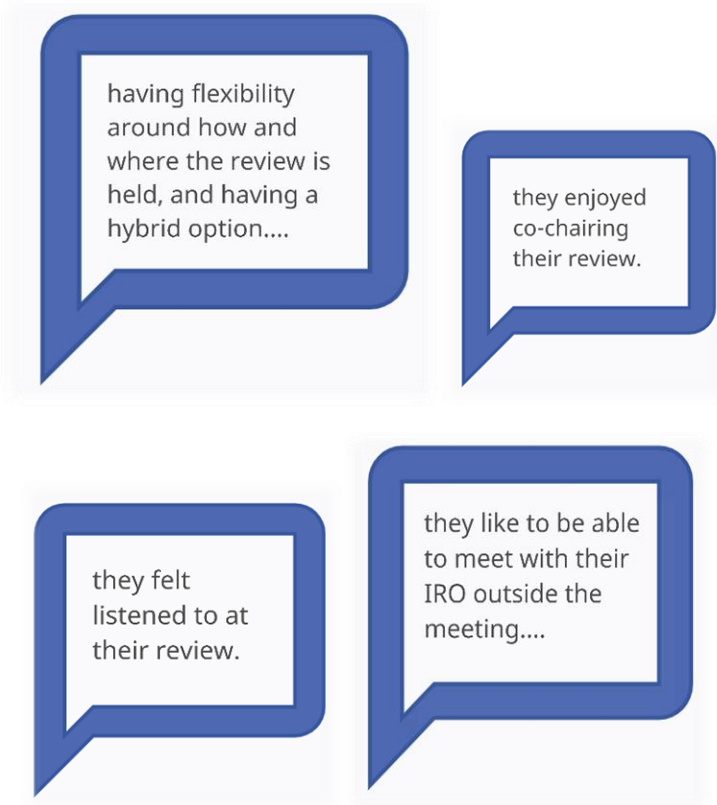 having flexibility
around how and
where the review is
held, and having a
hybrid option....
they enjoyed
co-chairing
their review.
they felt
listened to at
their review.
they like to be able
to meet with their
IRO outside the
meeting....